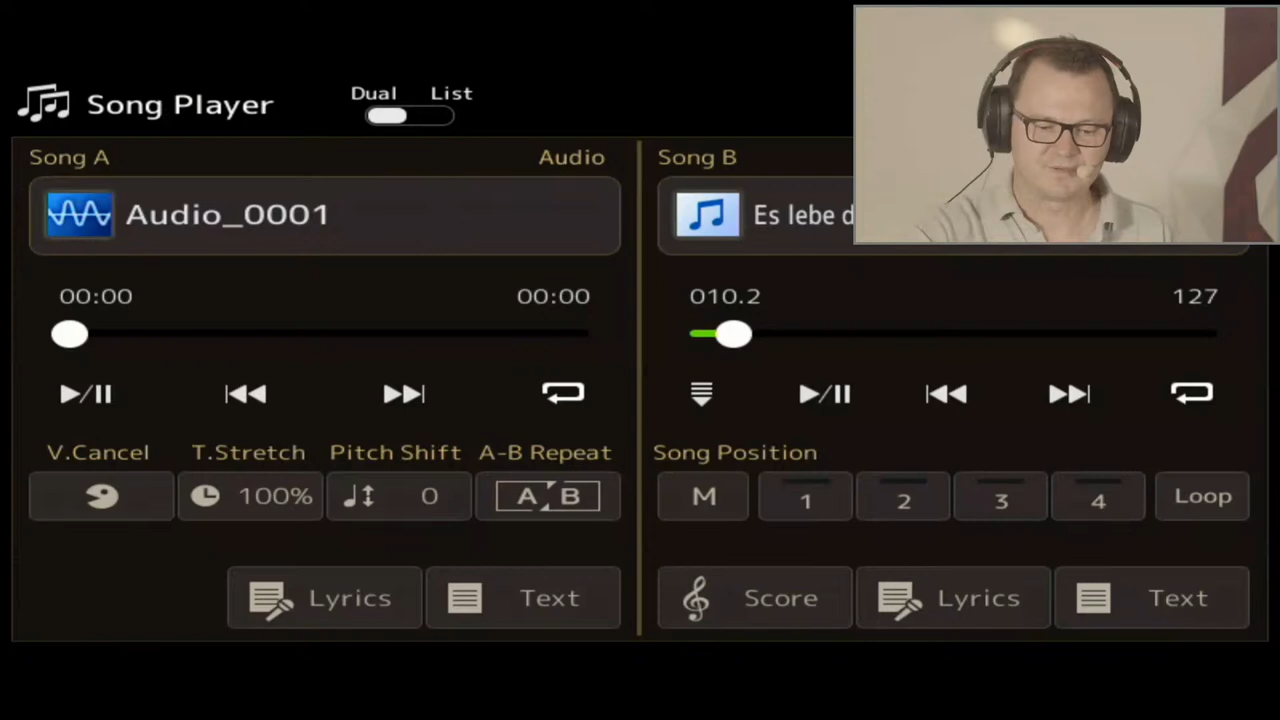 Song Player
Dual List
Song A Audio
Audio_0001
00:00 00:00
V.Cancel T.Stretch Pitch Shift A-B Repeat
100% 0 A B
Lyrics Text
Song B
Es lebe
010.2 127
Song Position
M 1 2 3 4 Loop
Score Lyrics Text